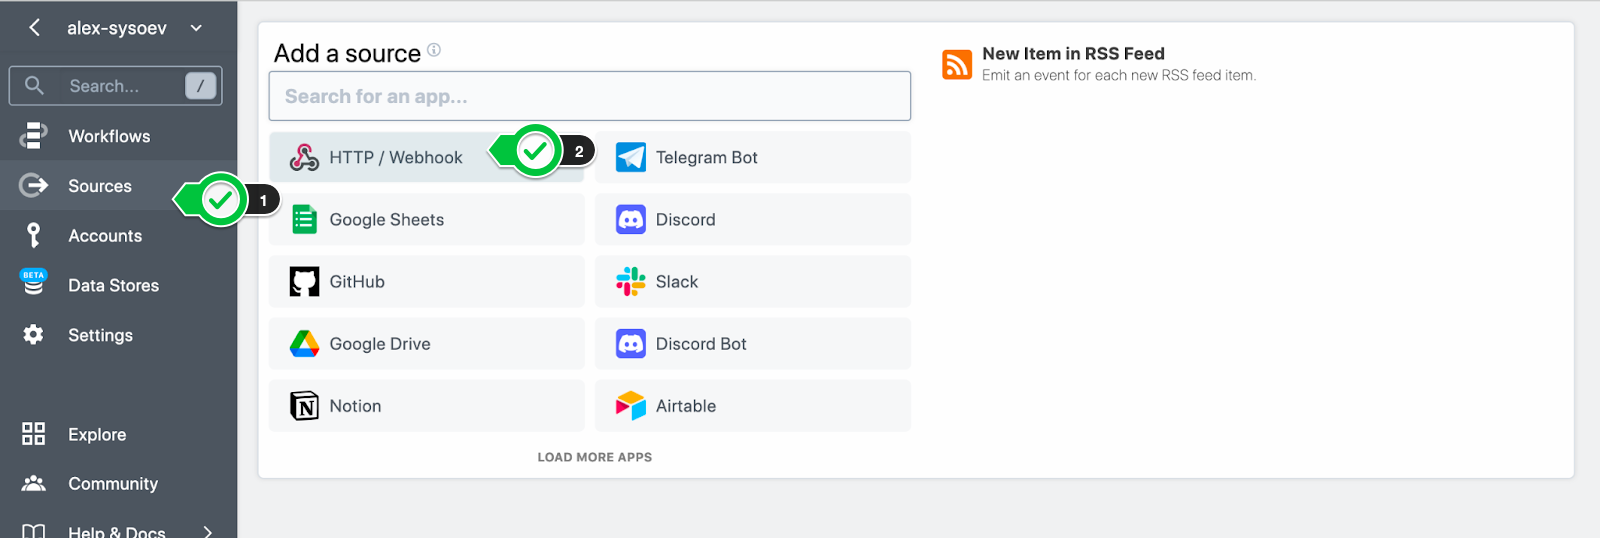 alex-sysoev
Search... /
Workflows
Sources
1
Accounts
BETA
Data Stores
Settings
Explore
Community
Help & Docs
Add a source
Search for an app...
HTTP / Webhook
2
Telegram Bot
Google Sheets
Discord
GitHub
Slack
Google Drive
Discord Bot
Notion
Airtable
LOAD MORE APPS
New Item in RSS Feed
Emit an event for each new RSS feed item.